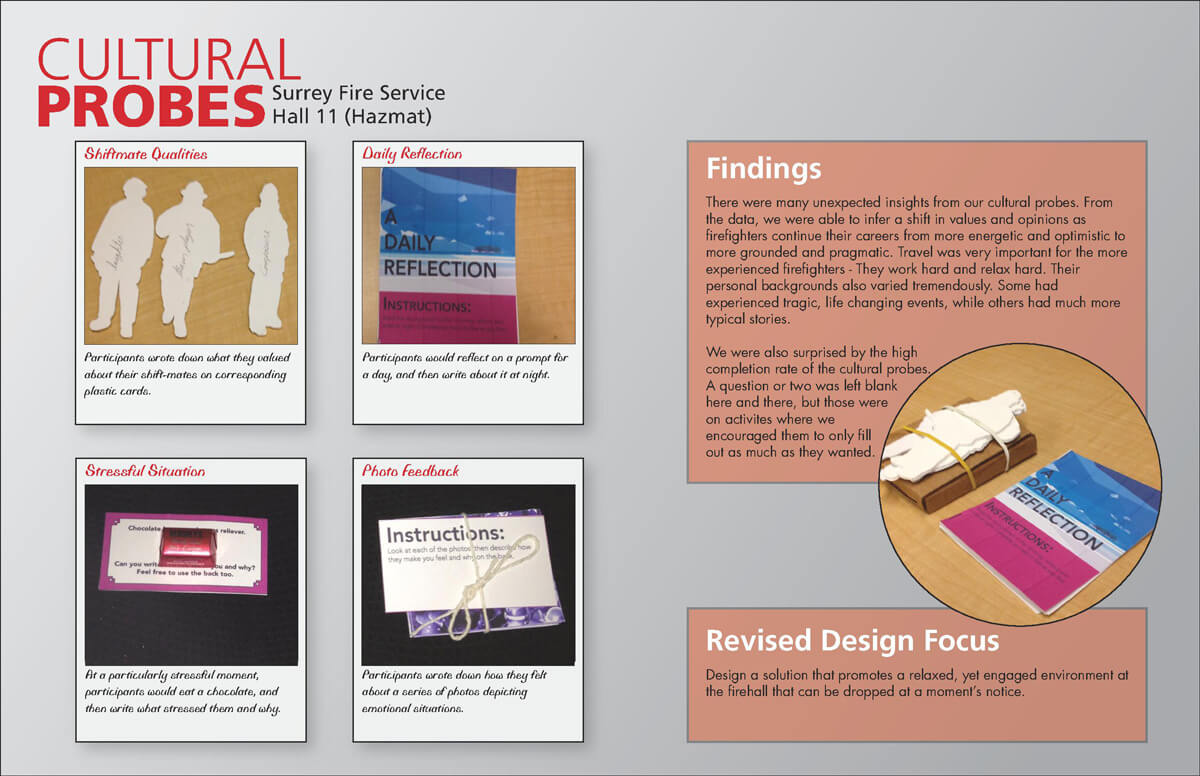 CULTURAL
PROBES
Surrey Fire Service
Hall 11 (Hazmat)
Shiftmate Qualities
laughter
team player
Participants wrote down what they valued
about their shift-mates on corresponding
plastic cards.
Daily Reflection
A
DAILY
REFLECTION
INSTRUCTIONS:
Participants would reflect on a prompt for
a day, and then write about it at night.
Stressful Situation
Chocolate reliever.
Can you write you and why?
Feel free to use the back too.
At a particularly stressful moment,
participants would eat a chocolate, and
then write what stressed them and why.
Photo Feedback
Instructions:
Look at each of the photos, then describe how
they make you feel and why on the back.
Participants wrote down how they felt
about a series of photos depicting
emotional situations.
Findings
There were many unexpected insights from our cultural probes. From
the data, we were able to infer a shift in values and opinions as
firefighters continue their careers from more energetic and optimistic to
more grounded and pragmatic. Travel was very important for the more
experienced firefighters - They work hard and relax hard. Their
personal backgrounds also varied tremendously. Some had
experienced tragic, life changing events, while others had much more
typical stories.
We were also surprised by the high
completion rate of the cultural probes.
A question or two was left blank
here and there, but those were
on activites where we
encouraged them to only fill
out as much as they wanted.
A
DAILY
REFLECTION
INSTRUCTIONS:
Revised Design Focus
Design a solution that promotes a relaxed, yet engaged environment at
the firehall that can be dropped at a moment's notice.